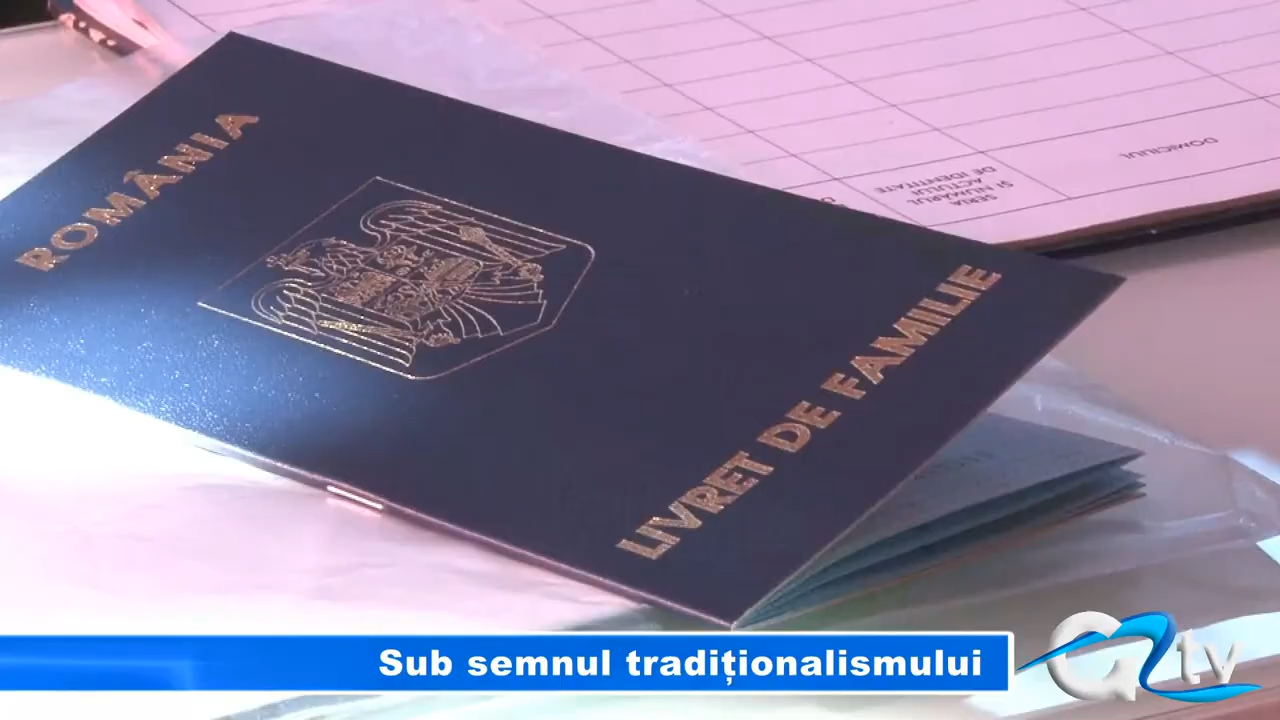 ROMÂNIA
LIVRET DE FAMILIE
DOMICILIUL
SERIA
ȘI NUMĂRUL
ACTULUI
DE IDENTITATE
Sub semnul tradiționalismului
tv